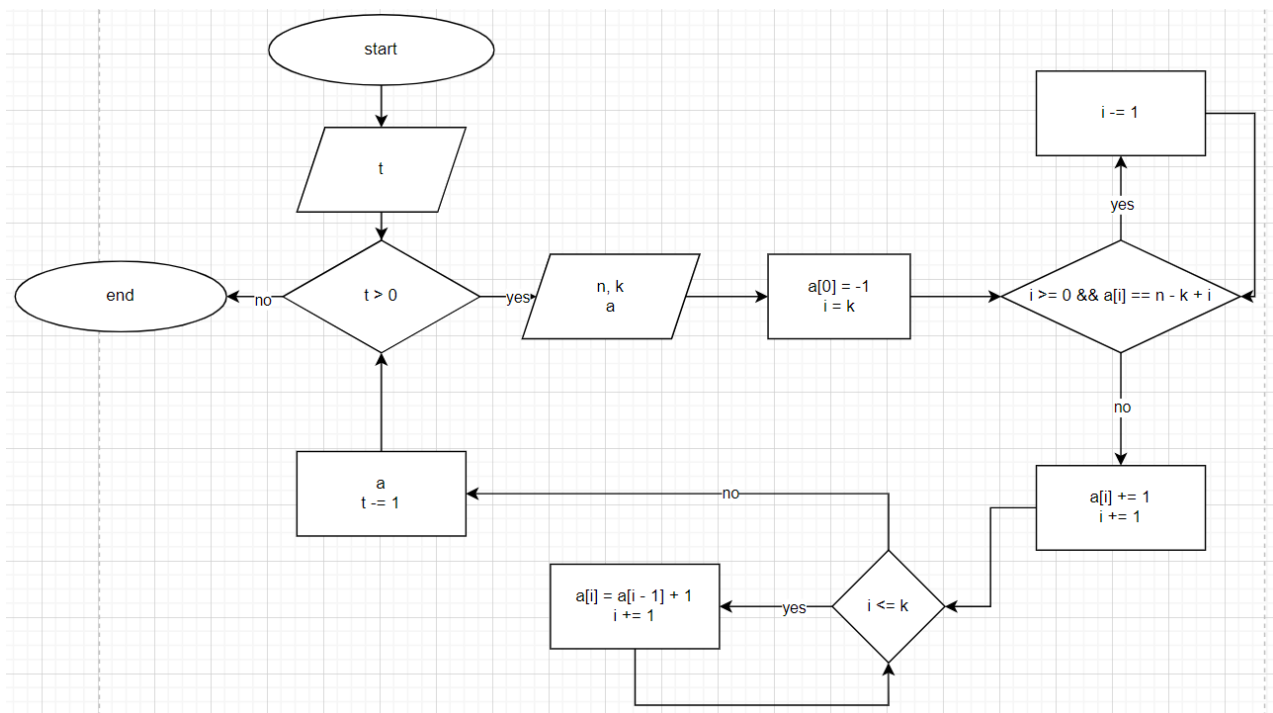 start
t
t > 0
no
end
yes
n, k
a
a[0] = -1
i = k
i >= 0 && a[i] == n - k + i
yes
i -= 1
no
a[i] += 1
i += 1
i <= k
yes
a[i] = a[i - 1] + 1
i += 1
no
a
t -= 1